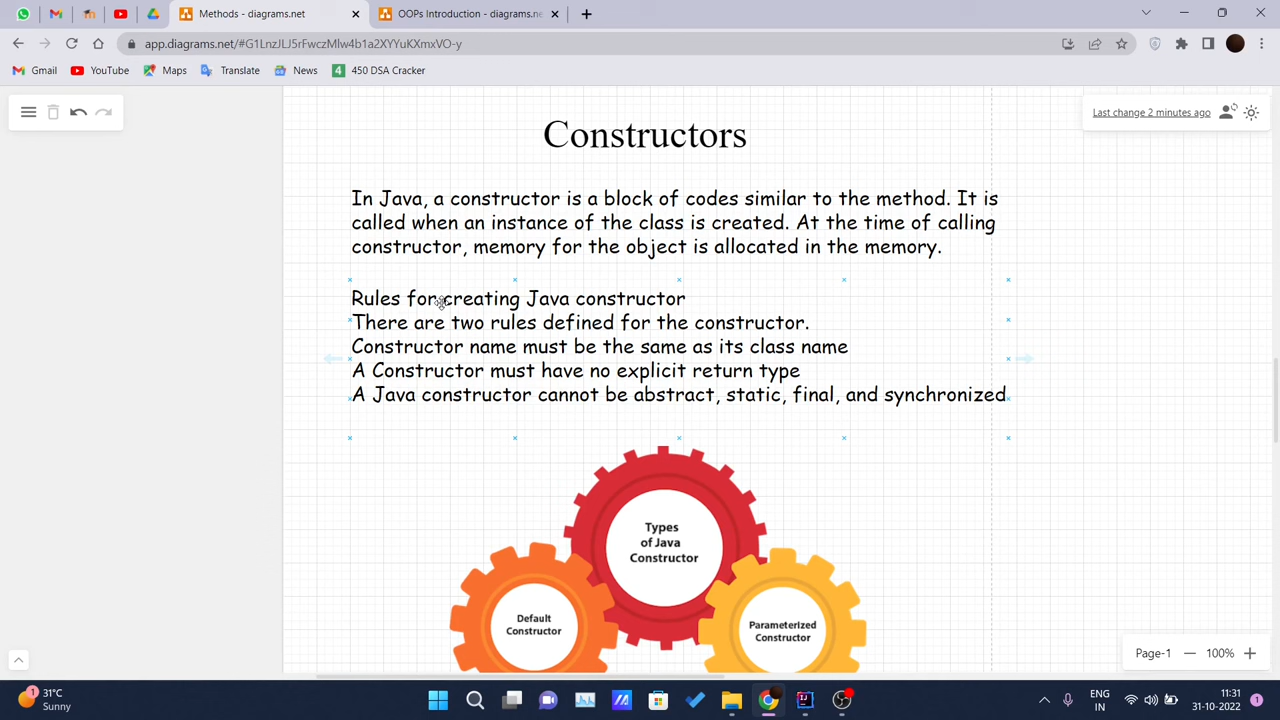 Methods - diagrams.net
OOPs Introduction - diagrams.net
app.diagrams.net/#G1LnzJLJ5rFwczMlw4b1a2XYYuKXmxVO-y
Gmail
YouTube
Maps
Translate
News
4
450 DSA Cracker
Last change 2 minutes ago
Constructors
In Java, a constructor is a block of codes similar to the method. It is
called when an instance of the class is created. At the time of calling
constructor, memory for the object is allocated in the memory.
Rules for creating Java constructor
There are two rules defined for the constructor.
Constructor name must be the same as its class name
A Constructor must have no explicit return type
A Java constructor cannot be abstract, static, final, and synchronized
Types
of Java
Constructor
Default
Constructor
Parameterized
Constructor
Page-1
100%
1
31°C
Sunny
ENG
IN
11:31
31-10-2022
1